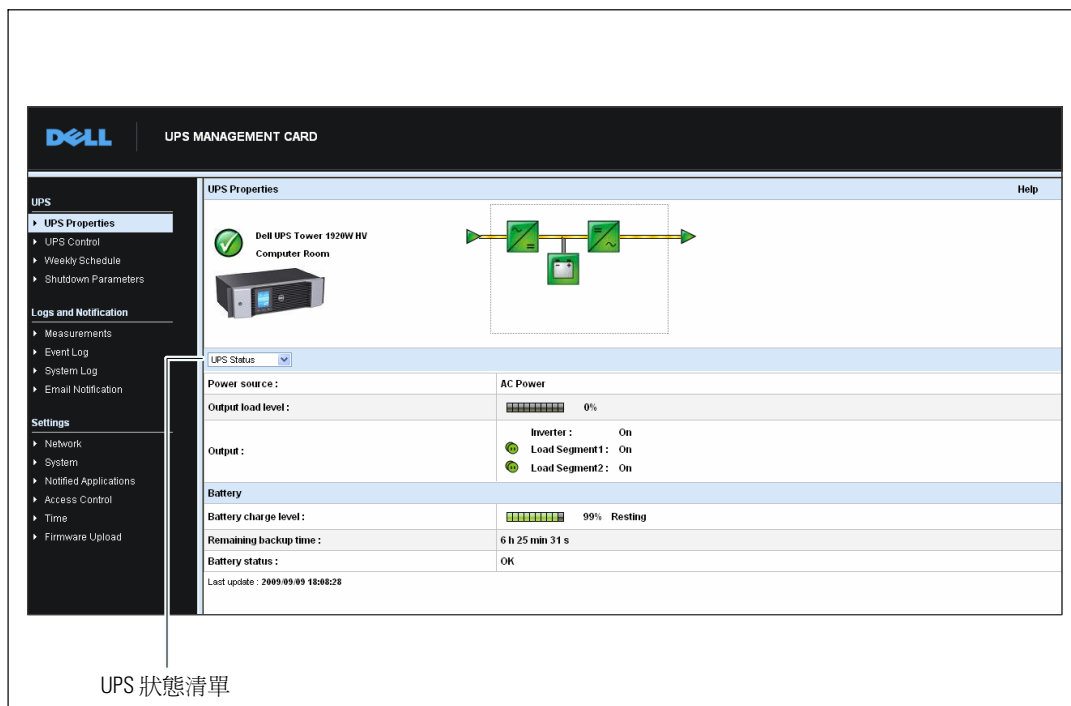 DELL UPS MANAGEMENT CARD
UPS
UPS Properties
UPS Control
Weekly Schedule
Shutdown Parameters
Logs and Notification
Measurements
Event Log
System Log
Email Notification
Settings
Network
System
Notified Applications
Access Control
Time
Firmware Upload
UPS Properties Help
Dell UPS Tower 1920W HV
Computer Room
UPS Status
Power source : AC Power
Output load level : 0%
Output :
Inverter : On
Load Segment1 : On
Load Segment2 : On
Battery
Battery charge level : 99% Resting
Remaining backup time : 6 h 25 min 31 s
Battery status : OK
Last update : 2009/09/09 18:08:28
UPS 狀態清單